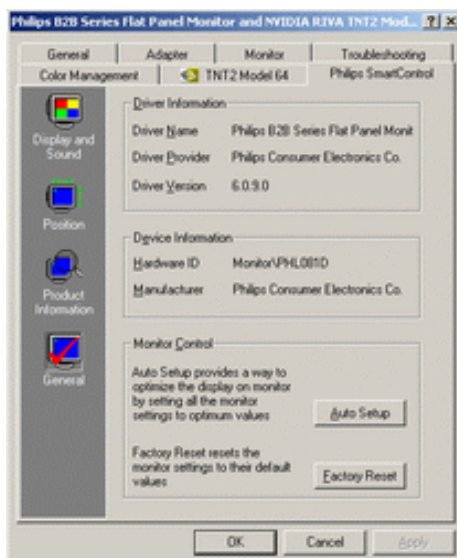 Philips B2B Series Flat Panel Monitor and NVIDIA RIVA TNT2 Mod...
General Adapter Monitor Troubleshooting
Color Management TNT2 Model 64 Philips SmartControl
Display and
Sound
Position
Product
Information
General
Driver Information
Driver Name Philips B2B Series Flat Panel Monit
Driver Provider Philips Consumer Electronics Co.
Driver Version 6.0.9.0
Device Information
Hardware ID Monitor\PHL081D
Manufacturer Philips Consumer Electronics Co.
Monitor Control
Auto Setup provides a way to
optimize the display on monitor
by setting all the monitor
settings to optimum values
Auto Setup
Factory Reset resets the
monitor settings to their default
values
Factory Reset
OK Cancel Apply